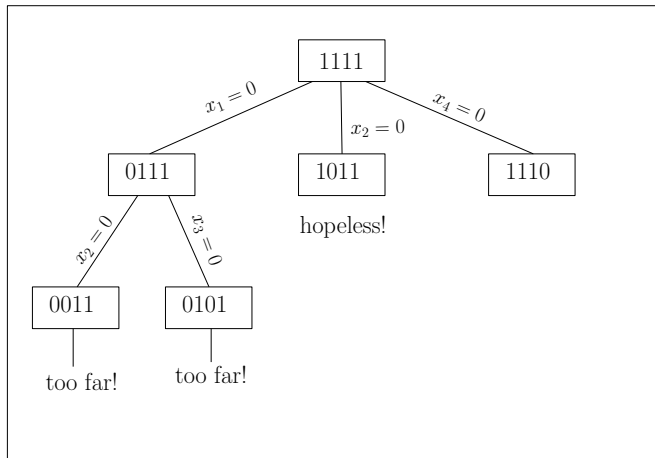 1111
x₁ = 0
x₂ = 0
x₄ = 0
0111
1011
1110
hopeless!
x₂ = 0
x₃ = 0
0011
0101
too far!
too far!